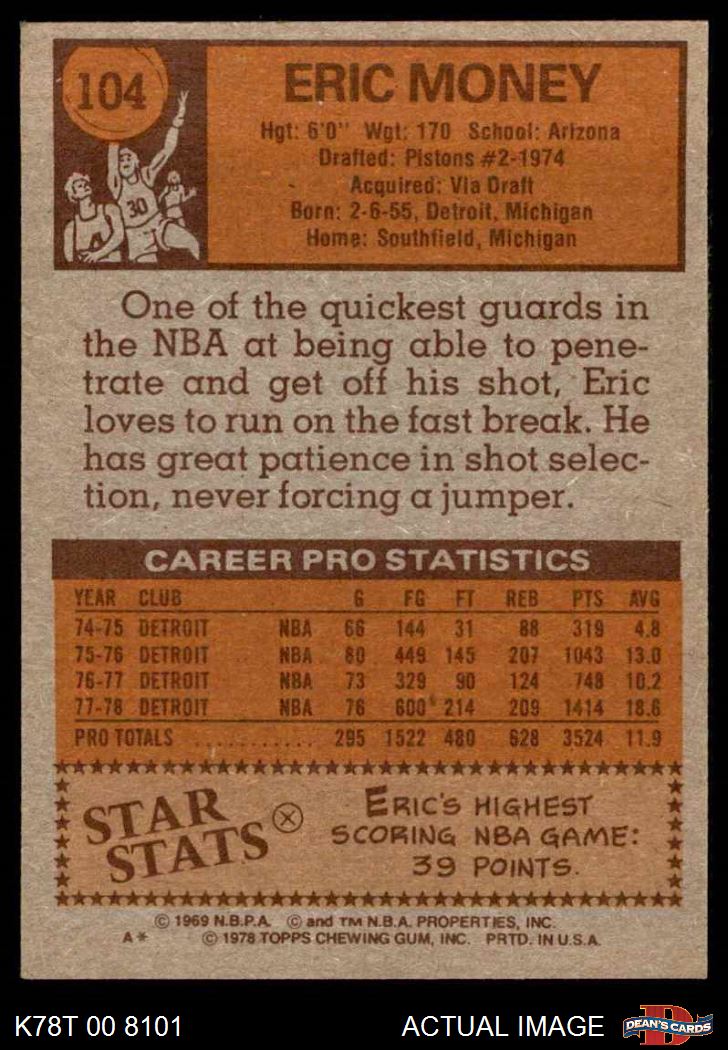 104
ERIC MONEY
Hgt: 6'0" Wgt: 170 School: Arizona
Drafted: Pistons #2-1974
Acquired: Via Draft
Born: 2-6-55, Detroit, Michigan
Home: Southfield, Michigan
30
4
One of the quickest guards in
the NBA at being able to pene-
trate and get off his shot, Eric
loves to run on the fast break. He
has great patience in shot selec-
tion, never forcing a jumper.
CAREER PRO STATISTICS
YEAR CLUB G FG FT REB PTS AVG
74-75 DETROIT NBA 66 144 31 88 319 4.8
75-76 DETROIT NBA 80 449 145 207 1043 13.0
76-77 DETROIT NBA 73 329 90 124 748 10.2
77-78 DETROIT NBA 76 600 214 209 1414 18.6
PRO TOTALS ............ 295 1522 480 628 3524 11.9
STAR
STATS
ERIC'S HIGHEST
SCORING NBA GAME:
39 POINTS.
© 1969 N.B.P.A. © and TM N.B.A. PROPERTIES, INC.
A* © 1978 TOPPS CHEWING GUM, INC. PRTD. IN U.S.A.
K78T 00 8101 ACTUAL IMAGE
D
DEAN'S CARDS